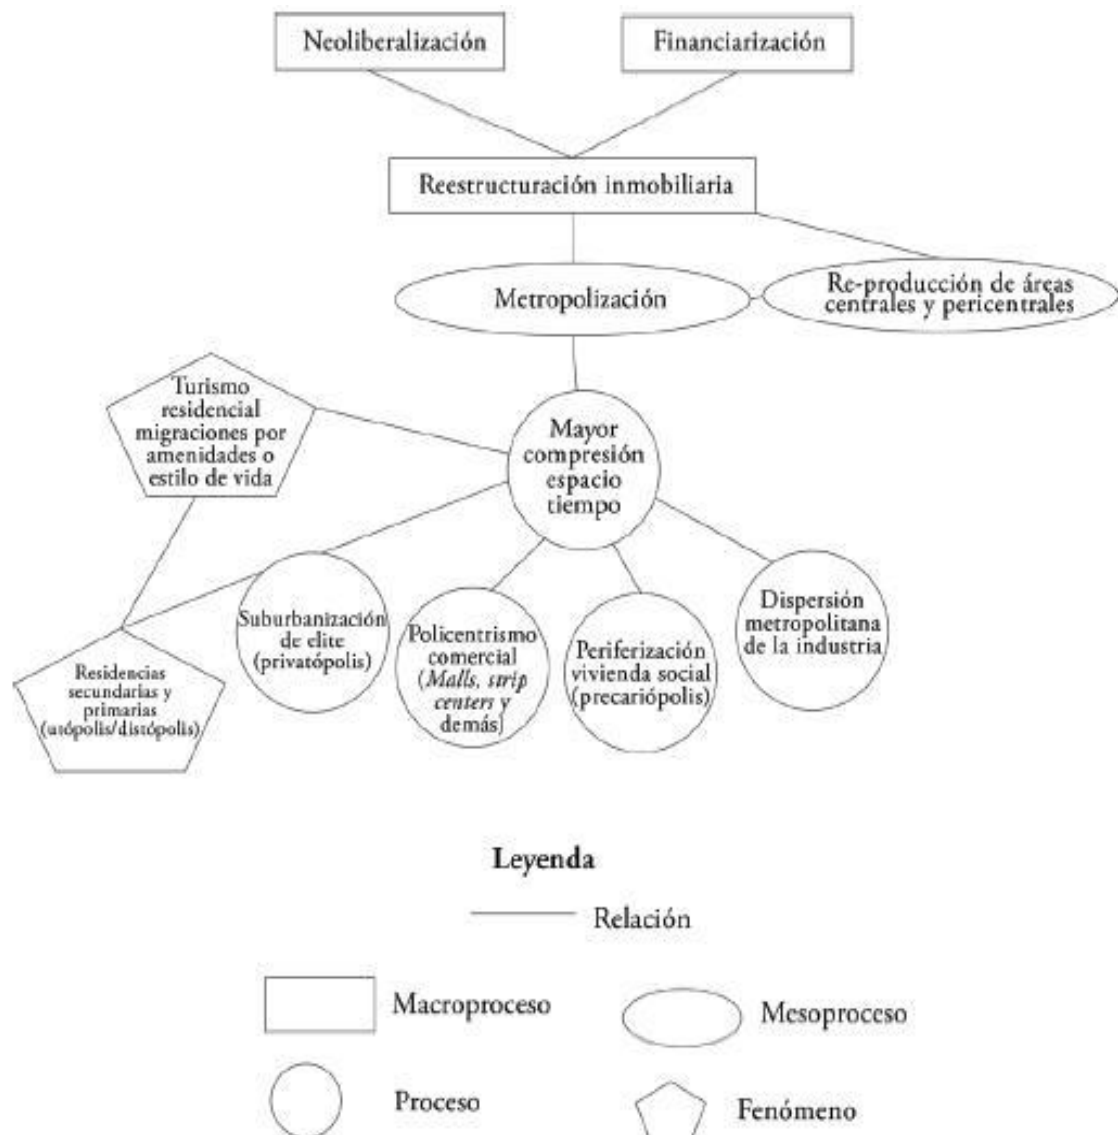 Neoliberalización
Financiarización
Reestructuración inmobiliaria
Metropolización
Re-producción de áreas
centrales y pericentrales
Turismo
residencial
migraciones por
amenidades o
estilo de vida
Mayor
compresión
espacio
tiempo
Residencias
secundarias y
primarias
(utópolis/distópolis)
Suburbanización
de elite
(privatópolis)
Policentrismo
comercial
(Malls, strip
centers y
demás)
Periferización
vivienda social
(precariópolis)
Dispersión
metropolitana
de la industria
Leyenda
Relación
Macroproceso
Mesoproceso
Proceso
Fenómeno